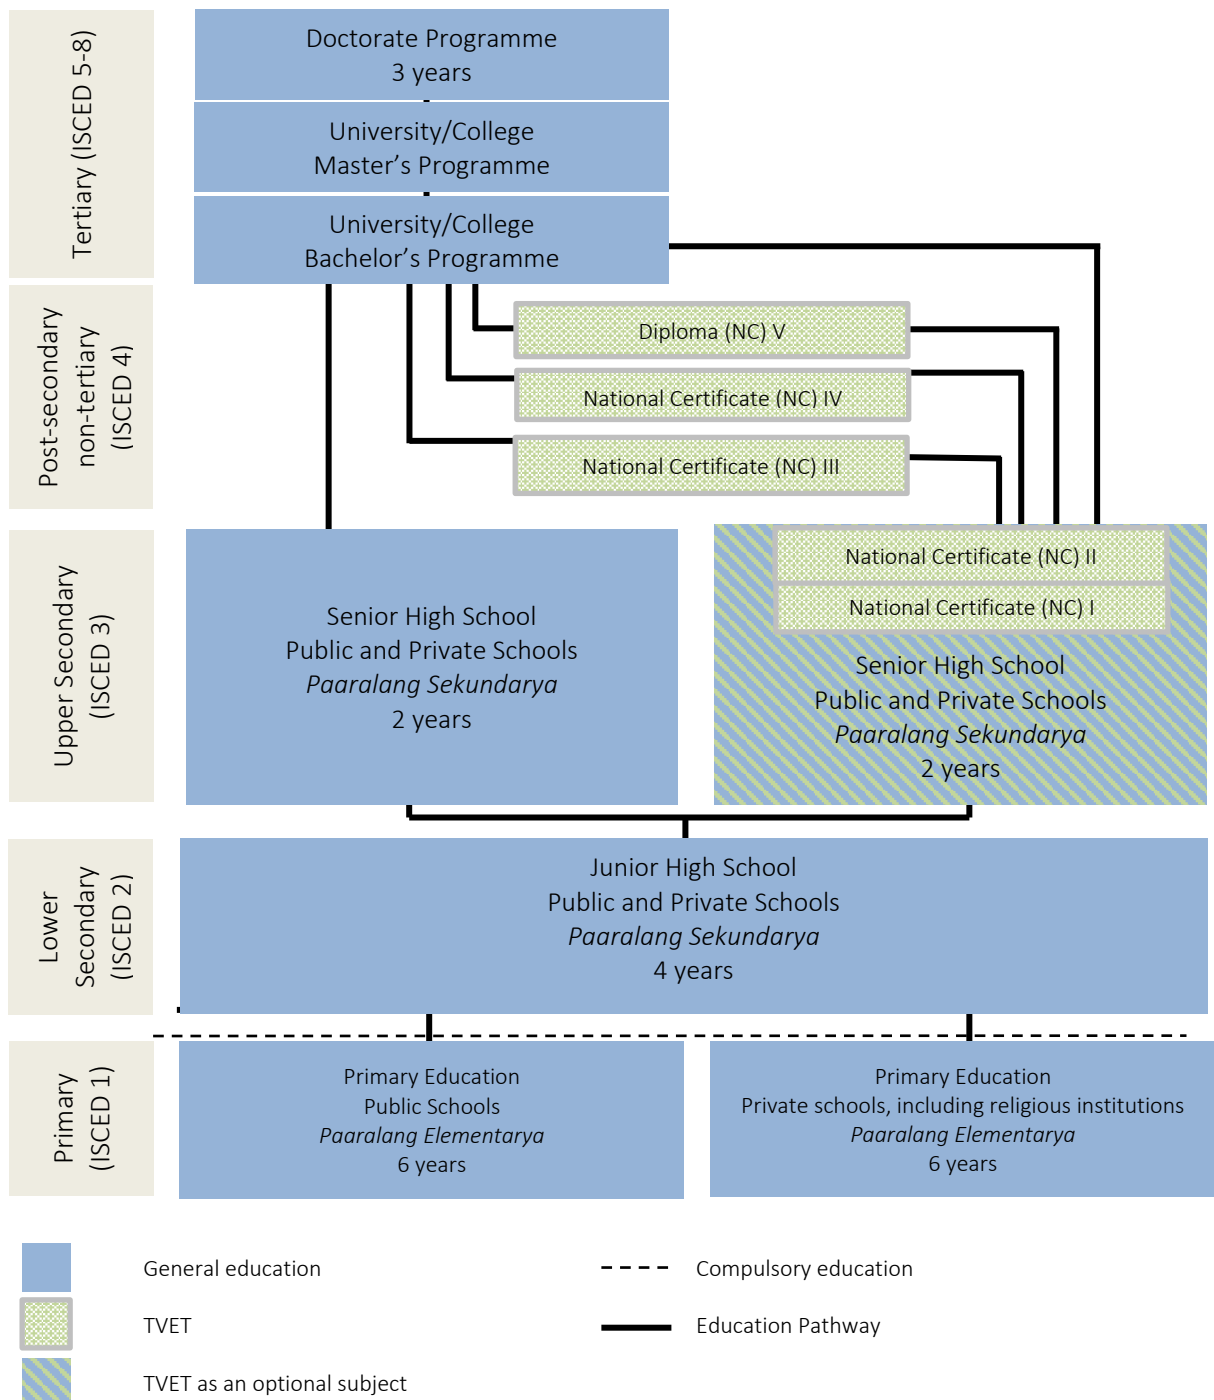 Tertiary (ISCED 5-8)
Doctorate Programme
3 years
University/College
Master’s Programme
University/College
Bachelor’s Programme
Post-secondary
non-tertiary
(ISCED 4)
Diploma (NC) V
National Certificate (NC) IV
National Certificate (NC) III
Upper Secondary
(ISCED 3)
Senior High School
Public and Private Schools
Paaralang Sekundarya
2 years
National Certificate (NC) II
National Certificate (NC) I
Senior High School
Public and Private Schools
Paaralang Sekundarya
2 years
Lower
Secondary
(ISCED 2)
Junior High School
Public and Private Schools
Paaralang Sekundarya
4 years
Primary
(ISCED 1)
Primary Education
Public Schools
Paaralang Elementarya
6 years
Primary Education
Private schools, including religious institutions
Paaralang Elementarya
6 years
General education
Compulsory education
TVET
Education Pathway
TVET as an optional subject